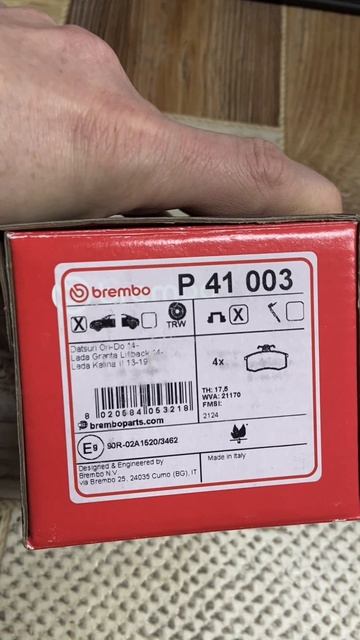 brembo P 41 003
X TRW X
Datsun On-Do 14-
Lada Granta Liftback 14-
Lada Kalina II 13-19
4x
8 020584 053218
TH: 17,5
WVA: 21170
FMSI:
2124
bremboparts.com
E9 90R-02A1520/3462
Designed & Engineered by
Brembo N.V.
via Brembo 25, 24035 Curno (BG), IT
Made in Italy